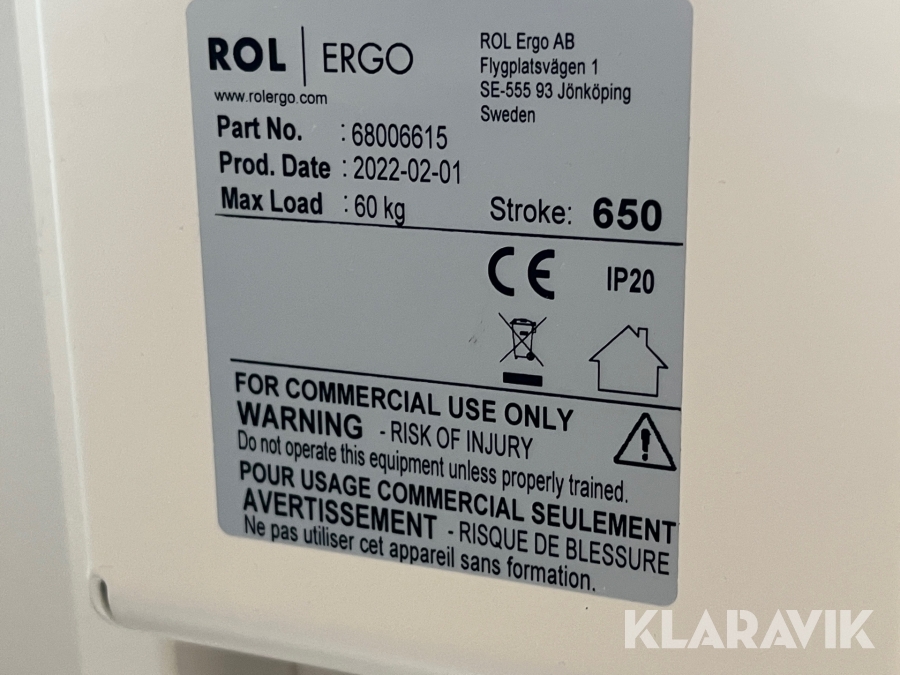 ROL | ERGO
www.rolergo.com
ROL Ergo AB
Flygplatsvägen 1
SE-555 93 Jönköping
Sweden
Part No. : 68006615
Prod. Date : 2022-02-01
Max Load : 60 kg
Stroke: 650
CE IP20
FOR COMMERCIAL USE ONLY
WARNING - RISK OF INJURY
Do not operate this equipment unless properly trained.
POUR USAGE COMMERCIAL SEULEMENT
AVERTISSEMENT - RISQUE DE BLESSURE
Ne pas utiliser cet appareil sans formation.
KLARAVIK